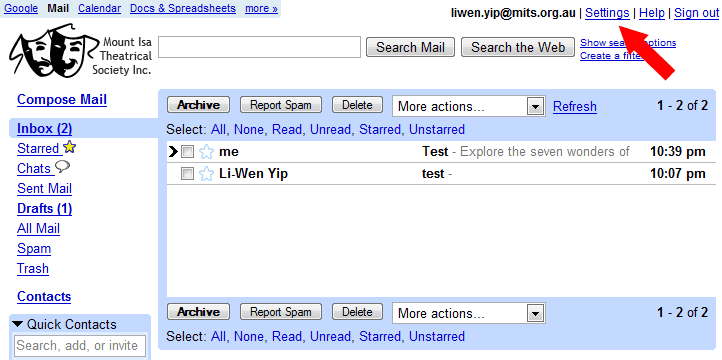 Google Mail Calendar Docs & Spreadsheets more »
liwen.yip@mits.org.au | Settings | Help | Sign out
Mount Isa
Theatrical
Society Inc.
Search Mail Search the Web
Show search options
Create a filter
Compose Mail
Inbox (2)
Starred
Chats
Sent Mail
Drafts (1)
All Mail
Spam
Trash
Contacts
Quick Contacts
Search, add, or invite
Archive Report Spam Delete More actions... Refresh 1 - 2 of 2
Select: All, None, Read, Unread, Starred, Unstarred
me Test - Explore the seven wonders of 10:39 pm
Li-Wen Yip test - 10:07 pm
Archive Report Spam Delete More actions... 1 - 2 of 2
Select: All, None, Read, Unread, Starred, Unstarred